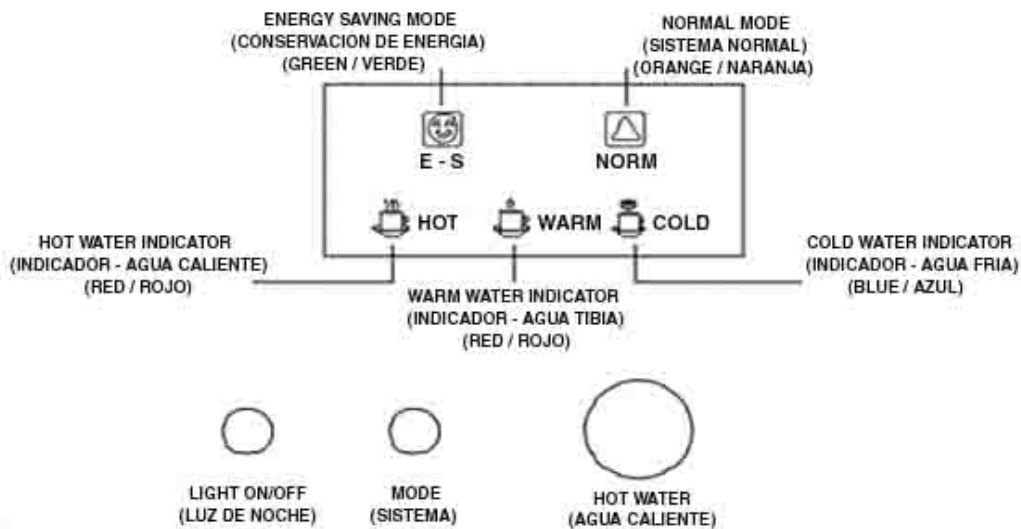 ENERGY SAVING MODE
(CONSERVACION DE ENERGIA)
(GREEN / VERDE)
NORMAL MODE
(SISTEMA NORMAL)
(ORANGE / NARANJA)
E - S
NORM
HOT
WARM
COLD
HOT WATER INDICATOR
(INDICADOR - AGUA CALIENTE)
(RED / ROJO)
WARM WATER INDICATOR
(INDICADOR - AGUA TIBIA)
(RED / ROJO)
COLD WATER INDICATOR
(INDICADOR - AGUA FRIA)
(BLUE / AZUL)
LIGHT ON/OFF
(LUZ DE NOCHE)
MODE
(SISTEMA)
HOT WATER
(AGUA CALIENTE)